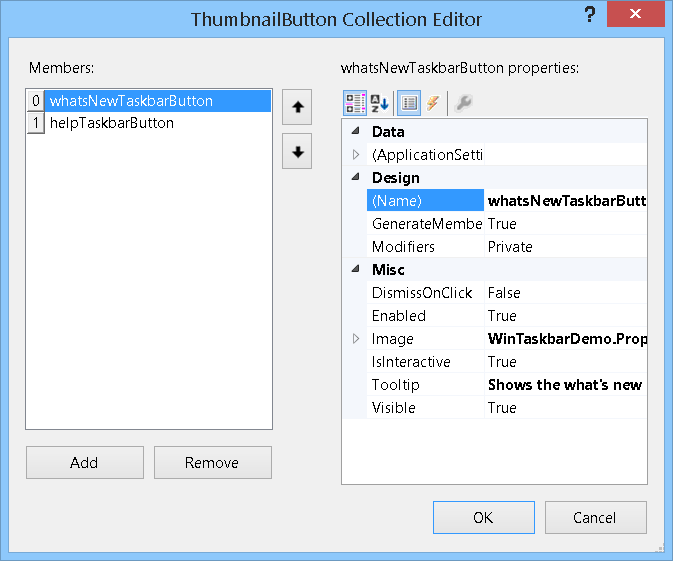 ThumbnailButton Collection Editor
?
Members:
whatsNewTaskbarButton properties:
0 whatsNewTaskbarButton
1 helpTaskbarButton
Data
(ApplicationSetti
Design
(Name) whatsNewTaskbarButt
GenerateMembe True
Modifiers Private
Misc
DismissOnClick False
Enabled True
Image WinTaskbarDemo.Prop
IsInteractive True
Tooltip Shows the what's new
Visible True
Add Remove
OK Cancel